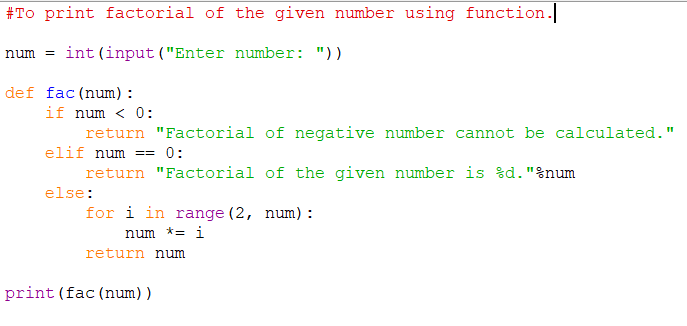 #To print factorial of the given number using function.
num = int(input("Enter number: "))
def fac(num):
    if num < 0:
        return "Factorial of negative number cannot be calculated."
    elif num == 0:
        return "Factorial of the given number is %d."%num
    else:
        for i in range(2, num):
            num *= i
        return num
print(fac(num))